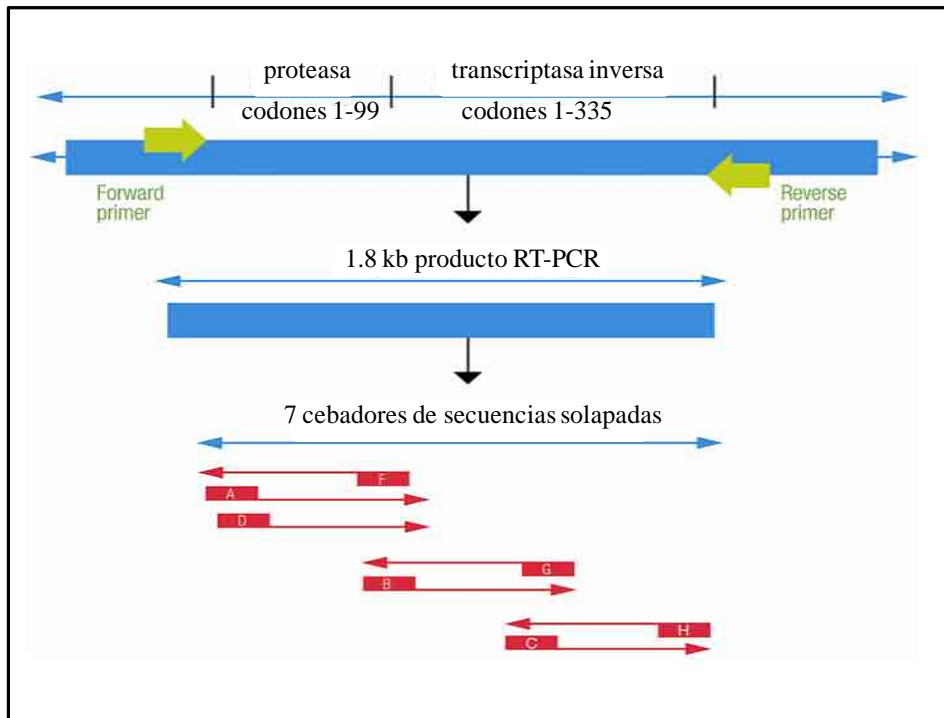 proteasa
transcriptasa inversa
codones 1-99
codones 1-335
Forward
primer
Reverse
primer
1.8 kb producto RT-PCR
7 cebadores de secuencias solapadas
F
A
D
G
B
H
C